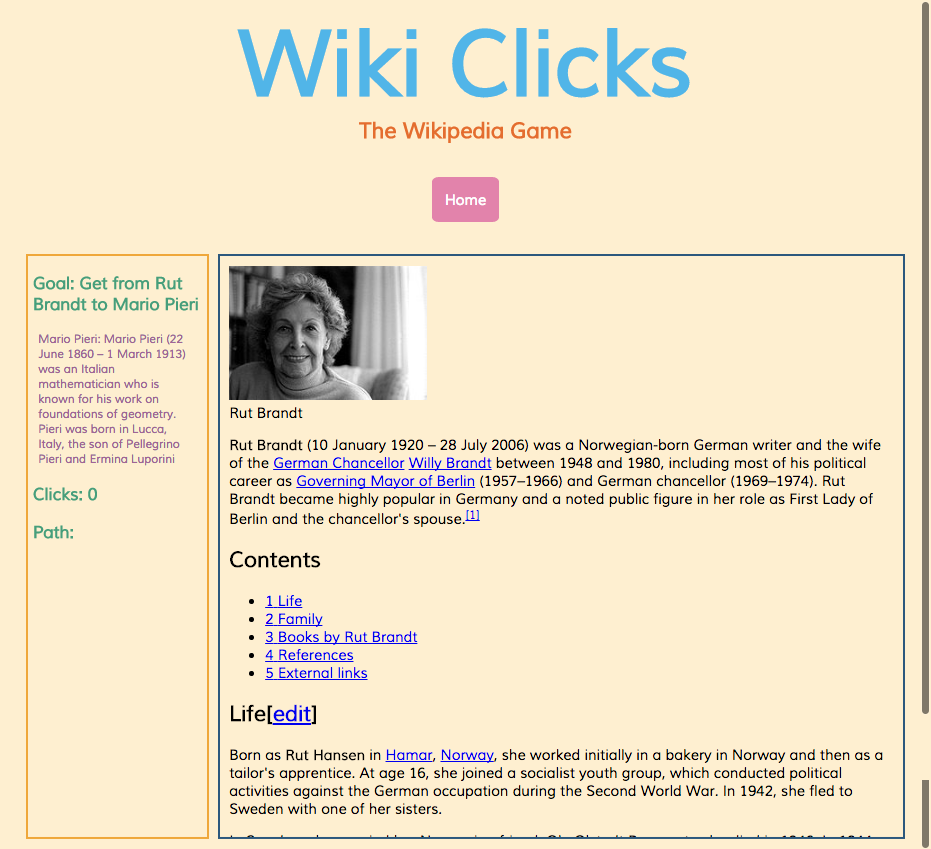 Wiki Clicks
The Wikipedia Game
Home
Goal: Get from Rut
Brandt to Mario Pieri
Mario Pieri: Mario Pieri (22
June 1860 – 1 March 1913)
was an Italian
mathematician who is
known for his work on
foundations of geometry.
Pieri was born in Lucca,
Italy, the son of Pellegrino
Pieri and Ermina Luporini
Clicks: 0
Path:
Rut Brandt
Rut Brandt (10 January 1920 – 28 July 2006) was a Norwegian-born German writer and the wife
of the German Chancellor Willy Brandt between 1948 and 1980, including most of his political
career as Governing Mayor of Berlin (1957–1966) and German chancellor (1969–1974). Rut
Brandt became highly popular in Germany and a noted public figure in her role as First Lady of
Berlin and the chancellor's spouse.[1]
Contents
1 Life
2 Family
3 Books by Rut Brandt
4 References
5 External links
Life[edit]
Born as Rut Hansen in Hamar, Norway, she worked initially in a bakery in Norway and then as a
tailor's apprentice. At age 16, she joined a socialist youth group, which conducted political
activities against the German occupation during the Second World War. In 1942, she fled to
Sweden with one of her sisters.